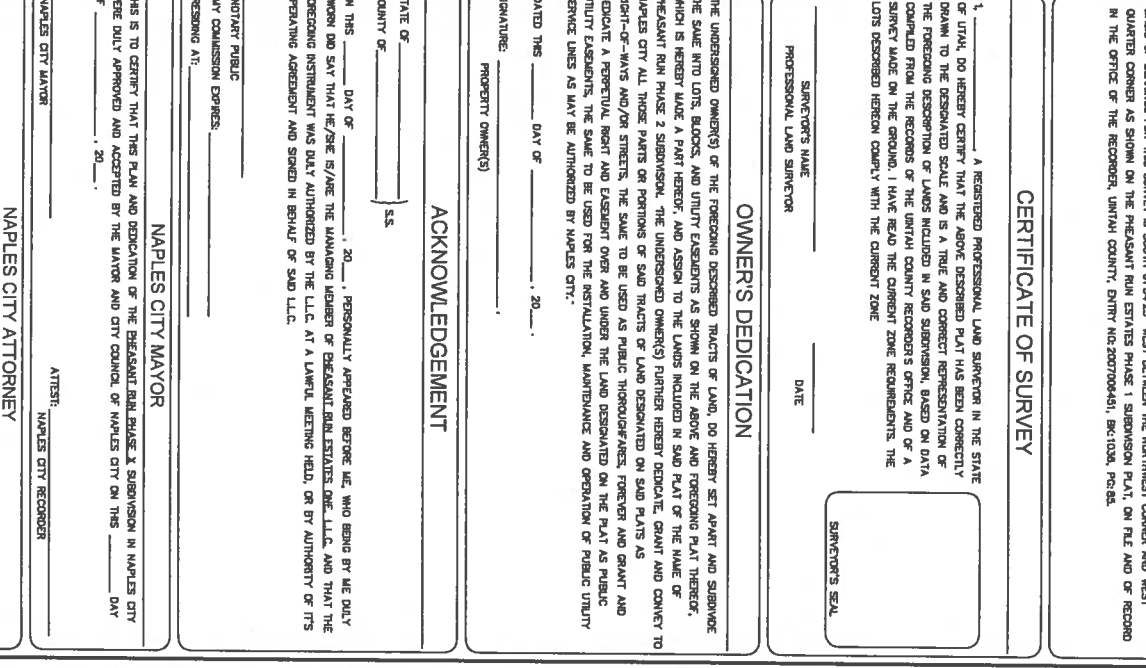 QUARTER CORNER AS SHOWN ON THE PHEASANT RUN ESTATES PHASE 1 SUBDIVISION PLAT, ON FILE AND OF RECORD
IN THE OFFICE OF THE RECORDER, UINTAH COUNTY, ENTRY NO: 2007006451, BK:1036, PG: 85.
CERTIFICATE OF SURVEY
1, ____________ A REGISTERED PROFESSIONAL LAND SURVEYOR IN THE STATE
OF UTAH, DO HEREBY CERTIFY THAT THE ABOVE DESCRIBED PLAT HAS BEEN CORRECTLY
DRAWN TO THE DESIGNATED SCALE AND IS A TRUE AND CORRECT REPRESENTATION OF
THE FOREGOING DESCRIPTION OF LANDS INCLUDED IN SAID SUBDIVISION, BASED ON DATA
COMPILED FROM THE RECORDS OF THE UINTAH COUNTY RECORDER'S OFFICE AND OF A
SURVEY MADE ON THE GROUND. I HAVE READ THE CURRENT ZONE REQUIREMENTS. THE
LOTS DESCRIBED HEREON COMPLY WITH THE CURRENT ZONE
SURVEYOR'S NAME
PROFESSIONAL LAND SURVEYOR
DATE
SURVEYOR'S SEAL
OWNER'S DEDICATION
THE UNDERSIGNED OWNER(S) OF THE FOREGOING DESCRIBED TRACTS OF LAND, DO HEREBY SET APART AND SUBDIVIDE
THE SAME INTO LOTS, BLOCKS, AND UTILITY EASEMENTS AS SHOWN ON THE ABOVE AND FOREGOING PLAT THEREOF,
WHICH IS HEREBY MADE A PART HEREOF, AND ASSIGN TO THE LANDS INCLUDED IN SAID PLAT OF THE NAME OF
PHEASANT RUN PHASE 2 SUBDIVISION. "THE UNDERSIGNED OWNER(S) FURTHER HEREBY DEDICATE, GRANT AND CONVEY TO
NAPLES CITY ALL THOSE PARTS OR PORTIONS OF SAID TRACTS OF LAND DESIGNATED ON SAID PLATS AS
RIGHT-OF-WAYS AND/OR STREETS, THE SAME TO BE USED AS PUBLIC THOROUGHFARES, FOREVER AND GRANT AND
DEDICATE A PERPETUAL RIGHT AND EASEMENT OVER AND UNDER THE LAND DESIGNATED ON THE PLAT AS PUBLIC
UTILITY EASEMENTS, THE SAME TO BE USED FOR THE INSTALLATION, MAINTENANCE AND OPERATION OF PUBLIC UTILITY
SERVICE LINES AS MAY BE AUTHORIZED BY NAPLES CITY."
DATED THIS ____ DAY OF ____________, 20__.
SIGNATURE: ____________.
PROPERTY OWNER(S)
ACKNOWLEDGEMENT
STATE OF ____________)
COUNTY OF ____________) S.S.
ON THIS ____ DAY OF ____________, 20__, PERSONALLY APPEARED BEFORE ME, WHO BEING BY ME DULY
SWORN DID SAY THAT HE/SHE IS/ARE THE MANAGING MEMBER OF PHEASANT RUN ESTATES ONE, L.L.C. AND THAT THE
FOREGOING INSTRUMENT WAS DULY AUTHORIZED BY THE L.L.C. AT A LAWFUL MEETING HELD, OR BY AUTHORITY OF IT'S
OPERATING AGREEMENT AND SIGNED IN BEHALF OF SAID L.L.C.
NOTARY PUBLIC
MY COMMISSION EXPIRES: ____________
RESIDING AT: ____________
NAPLES CITY MAYOR
THIS IS TO CERTIFY THAT THIS PLAN AND DEDICATION OF THE PHEASANT RUN PHASE X SUBDIVISION IN NAPLES CITY
WERE DULY APPROVED AND ACCEPTED BY THE MAYOR AND CITY COUNCIL OF NAPLES CITY ON THIS ____ DAY
OF ____________, 20__.
NAPLES CITY MAYOR
ATTEST: ____________
NAPLES CITY RECORDER
NAPLES CITY ATTORNEY